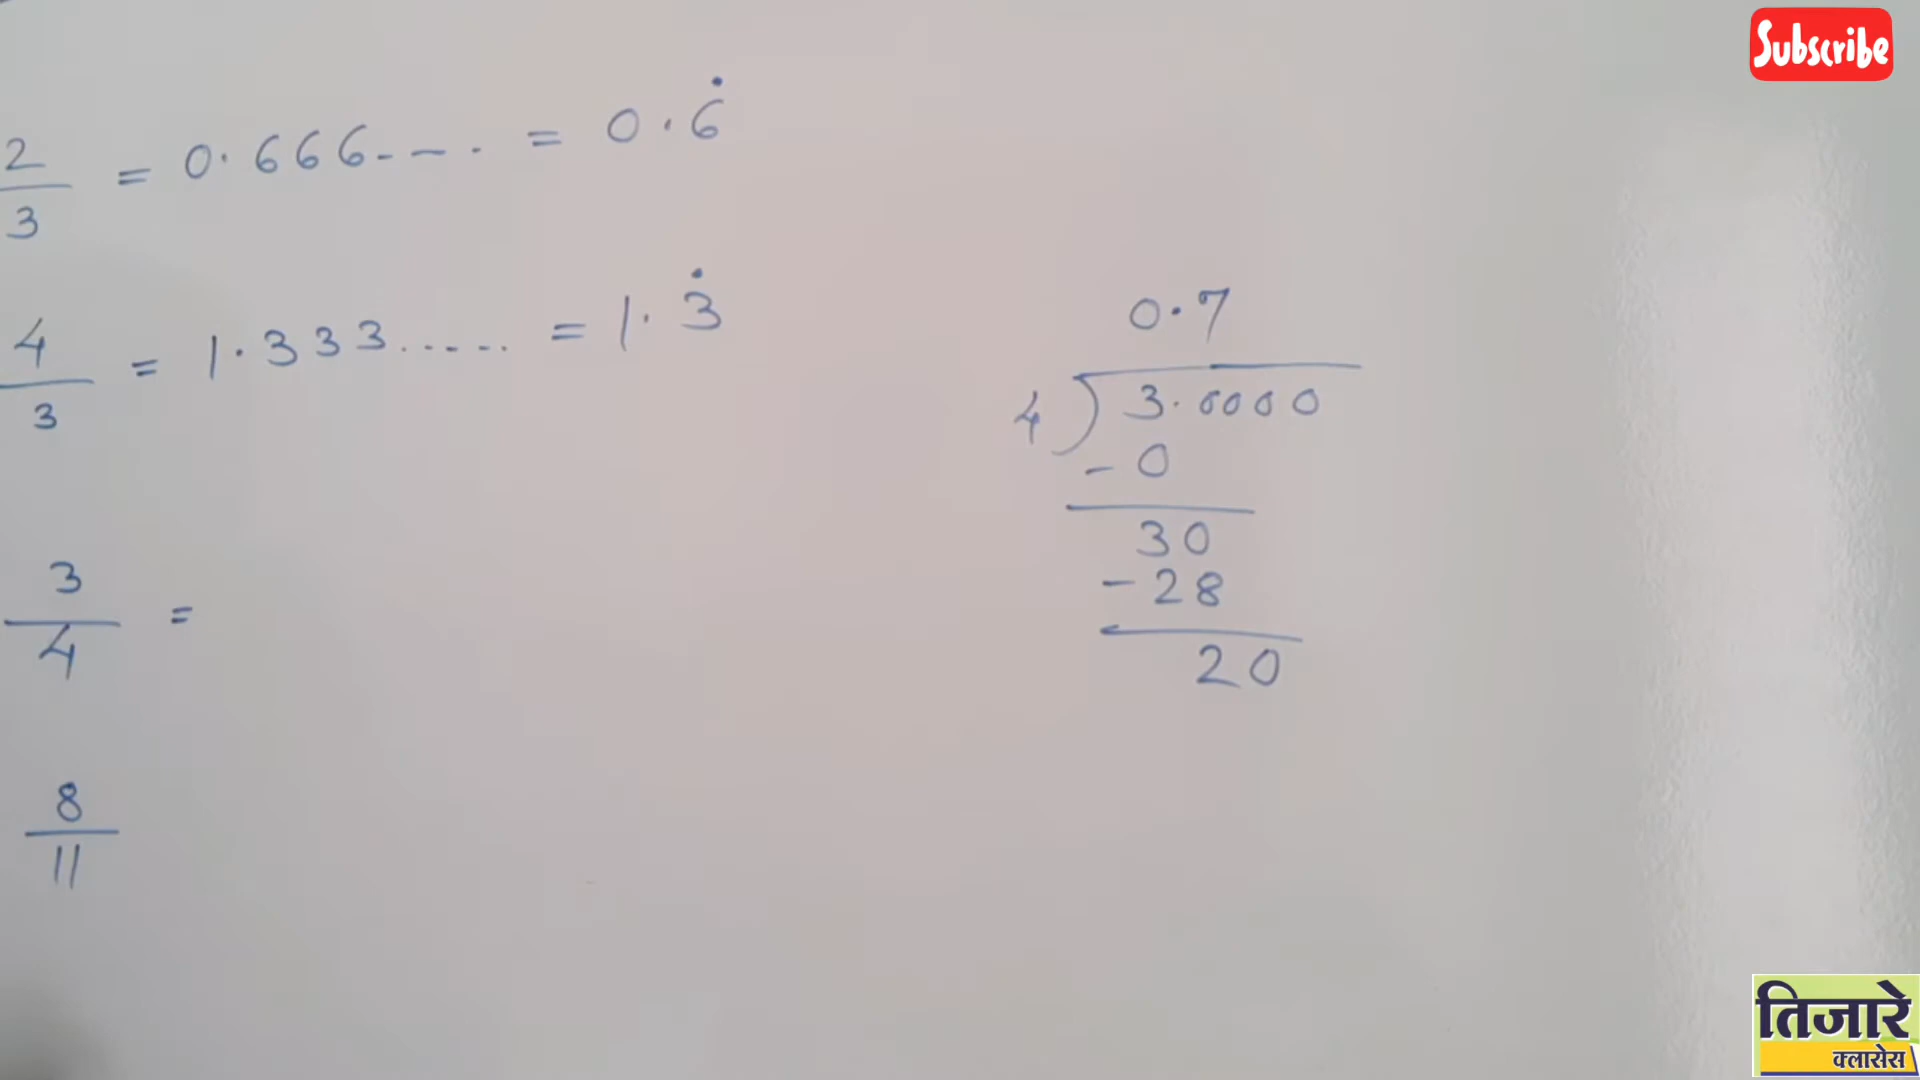 Subscribe
2/3 = 0.666---. = 0.6̇
4/3 = 1.333..... = 1.3̇
3/4 =
8/11
0.7
4)3.0000
-0
30
-28
20
तिजारे
क्लासेस